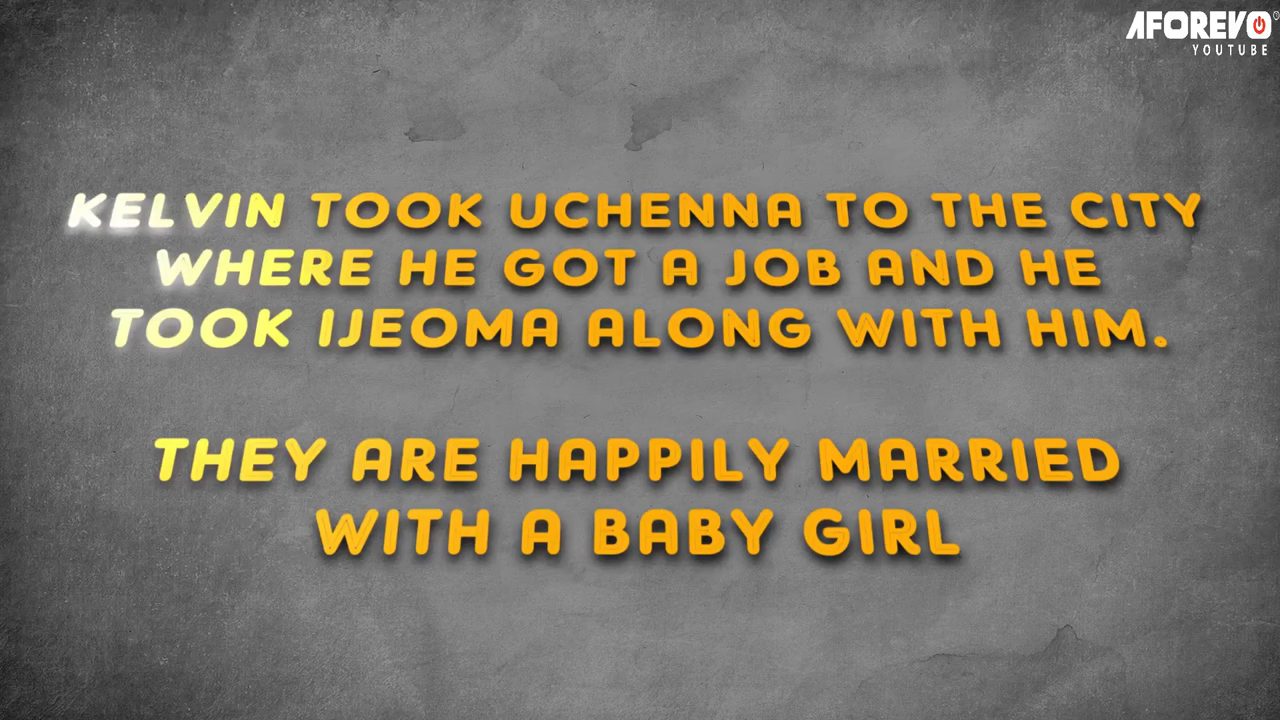 AFOREVO
YOUTUBE
KELVIN TOOK UCHENNA TO THE CITY
WHERE HE GOT A JOB AND HE
TOOK IJEOMA ALONG WITH HIM.
THEY ARE HAPPILY MARRIED
WITH A BABY GIRL